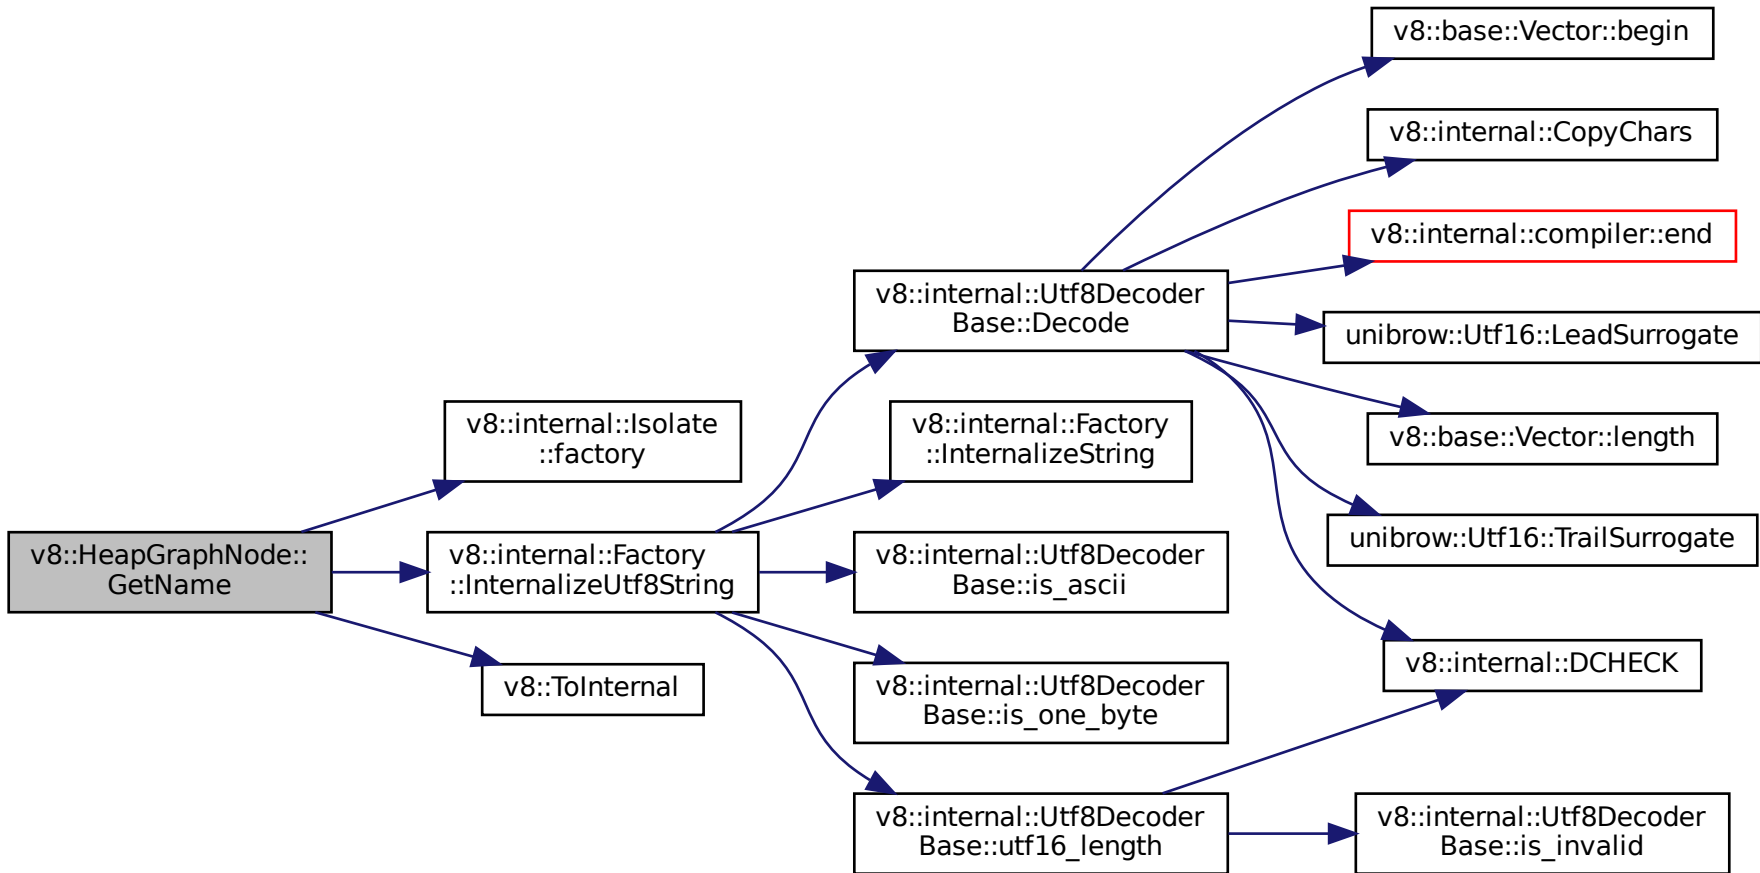 v8::base::Vector::begin
v8::internal::CopyChars
v8::internal::compiler::end
v8::internal::Utf8Decoder
Base::Decode
unibrow::Utf16::LeadSurrogate
v8::internal::Isolate
::factory
v8::internal::Factory
::InternalizeString
v8::base::Vector::length
unibrow::Utf16::TrailSurrogate
v8::HeapGraphNode::
GetName
v8::internal::Factory
::InternalizeUtf8String
v8::internal::Utf8Decoder
Base::is_ascii
v8::ToInternal
v8::internal::Utf8Decoder
Base::is_one_byte
v8::internal::DCHECK
v8::internal::Utf8Decoder
Base::utf16_length
v8::internal::Utf8Decoder
Base::is_invalid